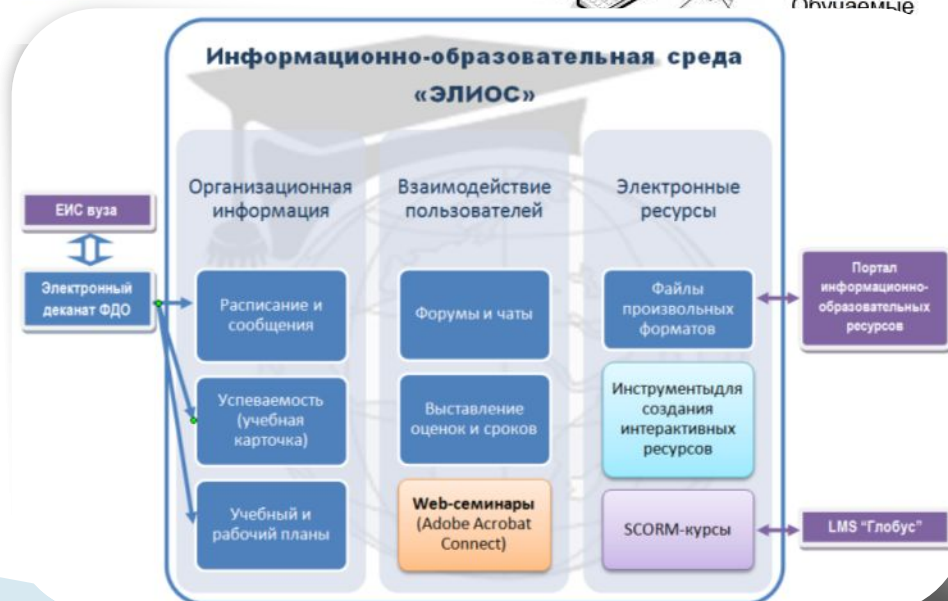 Обучаемые
Информационно-образовательная среда
«ЭЛИОС»
Организационная
информация
Взаимодействие
пользователей
Электронные
ресурсы
ЕИС вуза
Электронный
деканат ФДО
Расписание и
сообщения
Успеваемость
(учебная
карточка)
Учебный и
рабочий планы
Форумы и чаты
Выставление
оценок и сроков
Web-семинары
(Adobe Acrobat
Connect)
Файлы
произвольных
форматов
Инструментыдля
создания
интерактивных
ресурсов
SCORM-курсы
Портал
информационно-
образовательных
ресурсов
LMS “Глобус”